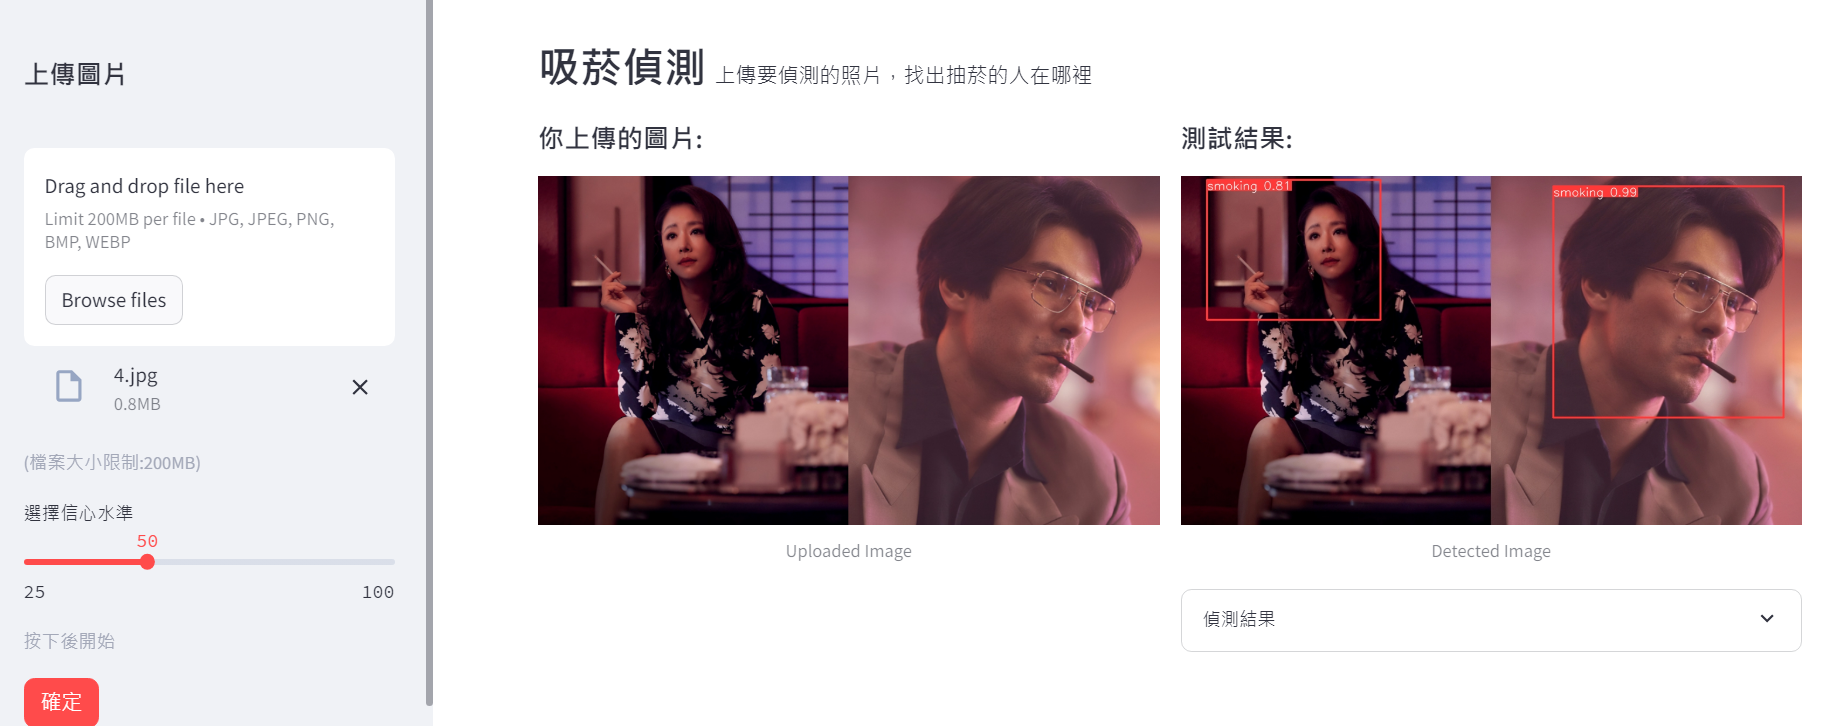 上傳圖片
Drag and drop file here
Limit 200MB per file • JPG, JPEG, PNG,
BMP, WEBP
Browse files
4.jpg
0.8MB
(檔案大小限制:200MB)
選擇信心水準
50
25 100
按下後開始
確定
吸菸偵測 上傳要偵測的照片，找出抽菸的人在哪裡
你上傳的圖片:
Uploaded Image
測試結果:
smoking 0.81
smoking 0.99
Detected Image
偵測結果